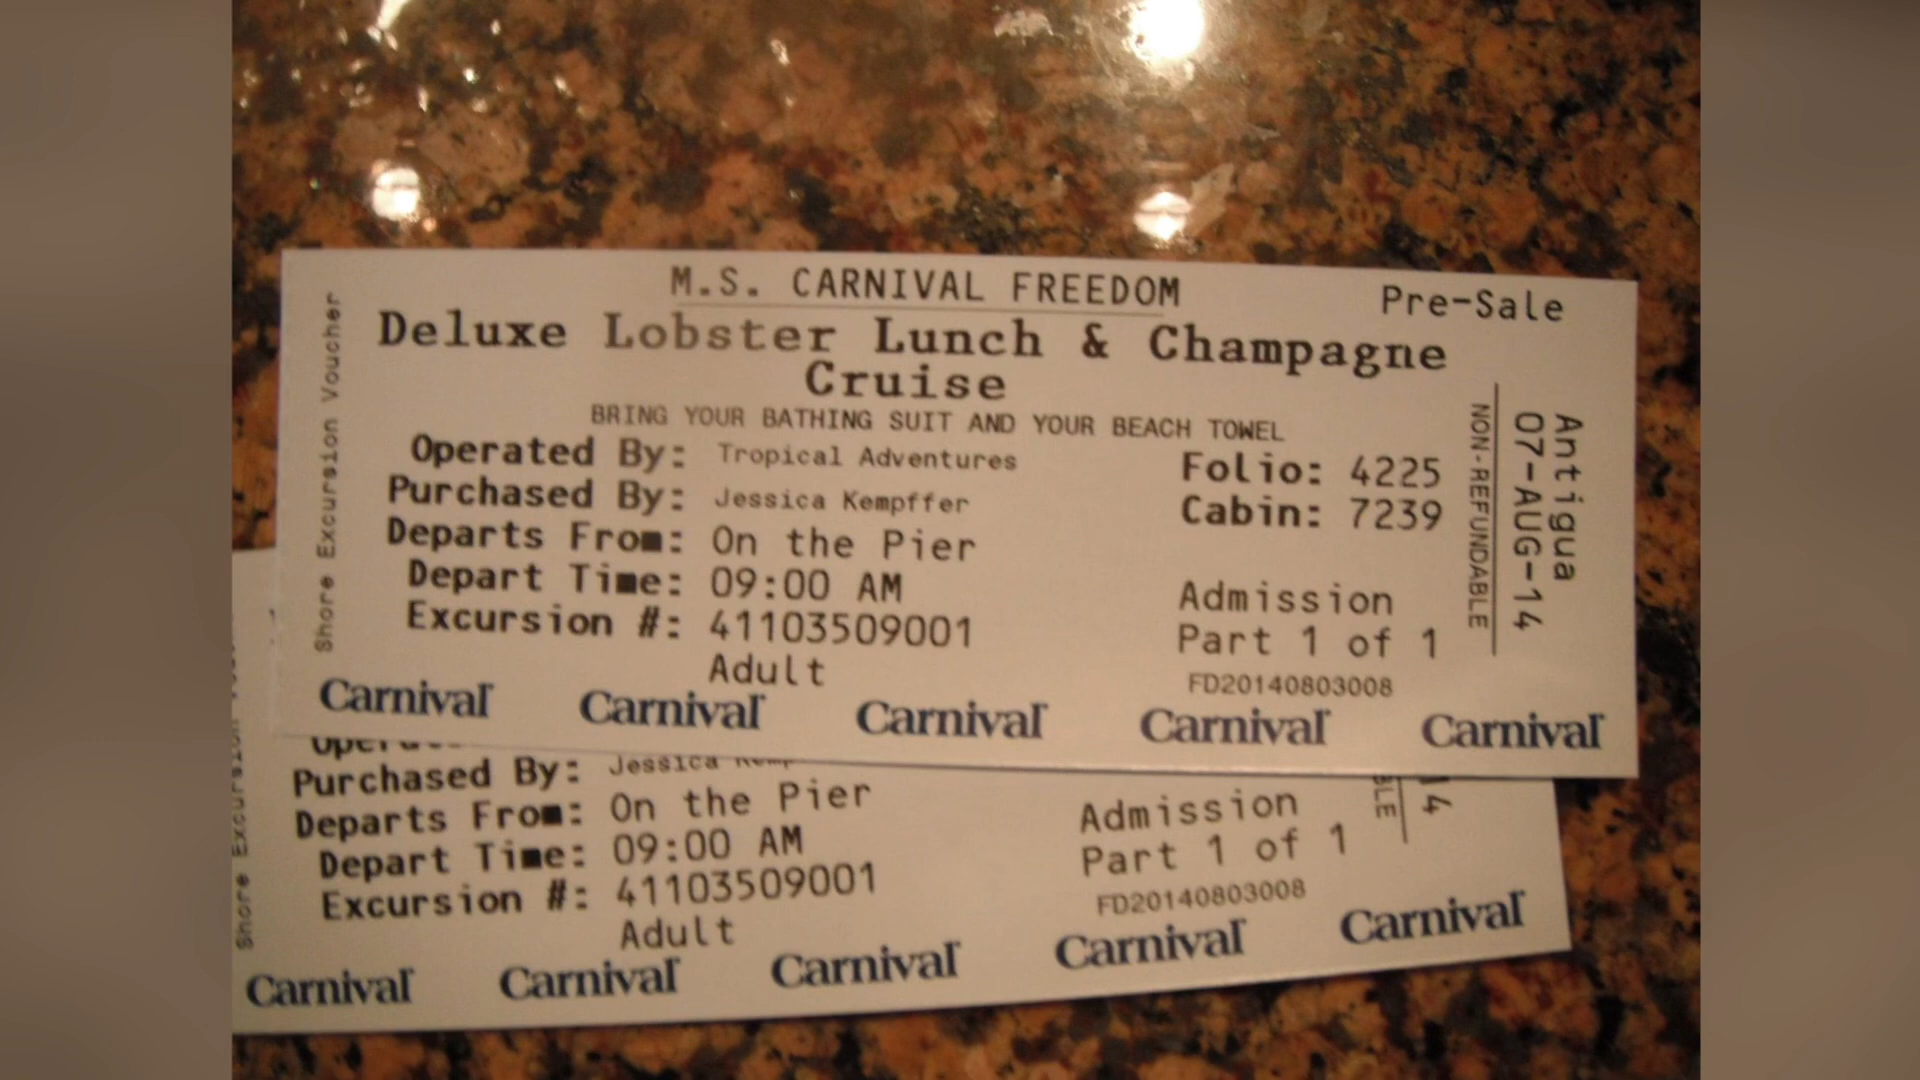 M.S. CARNIVAL FREEDOM
Pre-Sale
Deluxe Lobster Lunch & Champagne
Cruise
BRING YOUR BATHING SUIT AND YOUR BEACH TOWEL
Shore Excursion Voucher
Operated By: Tropical Adventures
Purchased By: Jessica Kempffer
Departs From: On the Pier
Depart Time: 09:00 AM
Excursion #: 41103509001
Adult
Folio: 4225
Cabin: 7239
Admission
Part 1 of 1
FD20140803008
NON-REFUNDABLE
Antigua
07-AUG-14
Carnival Carnival Carnival Carnival Carnival
Shore Excursion
Purchased By: Jessica
Departs From: On the Pier
Depart Time: 09:00 AM
Excursion #: 41103509001
Adult
Admission
Part 1 of 1
FD20140803008
14
Carnival Carnival Carnival Carnival Carnival